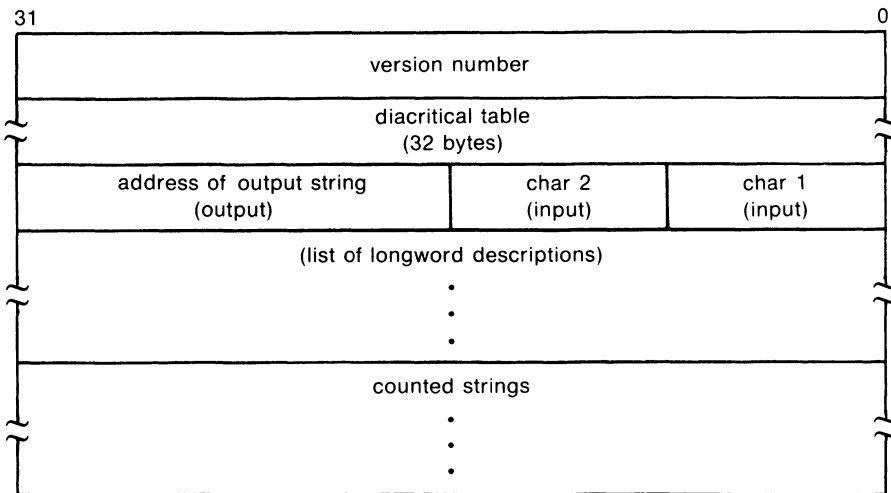 31 0
version number
diacritical table
(32 bytes)
address of output string char 2 char 1
(output) (input) (input)
(list of longword descriptions)
counted strings